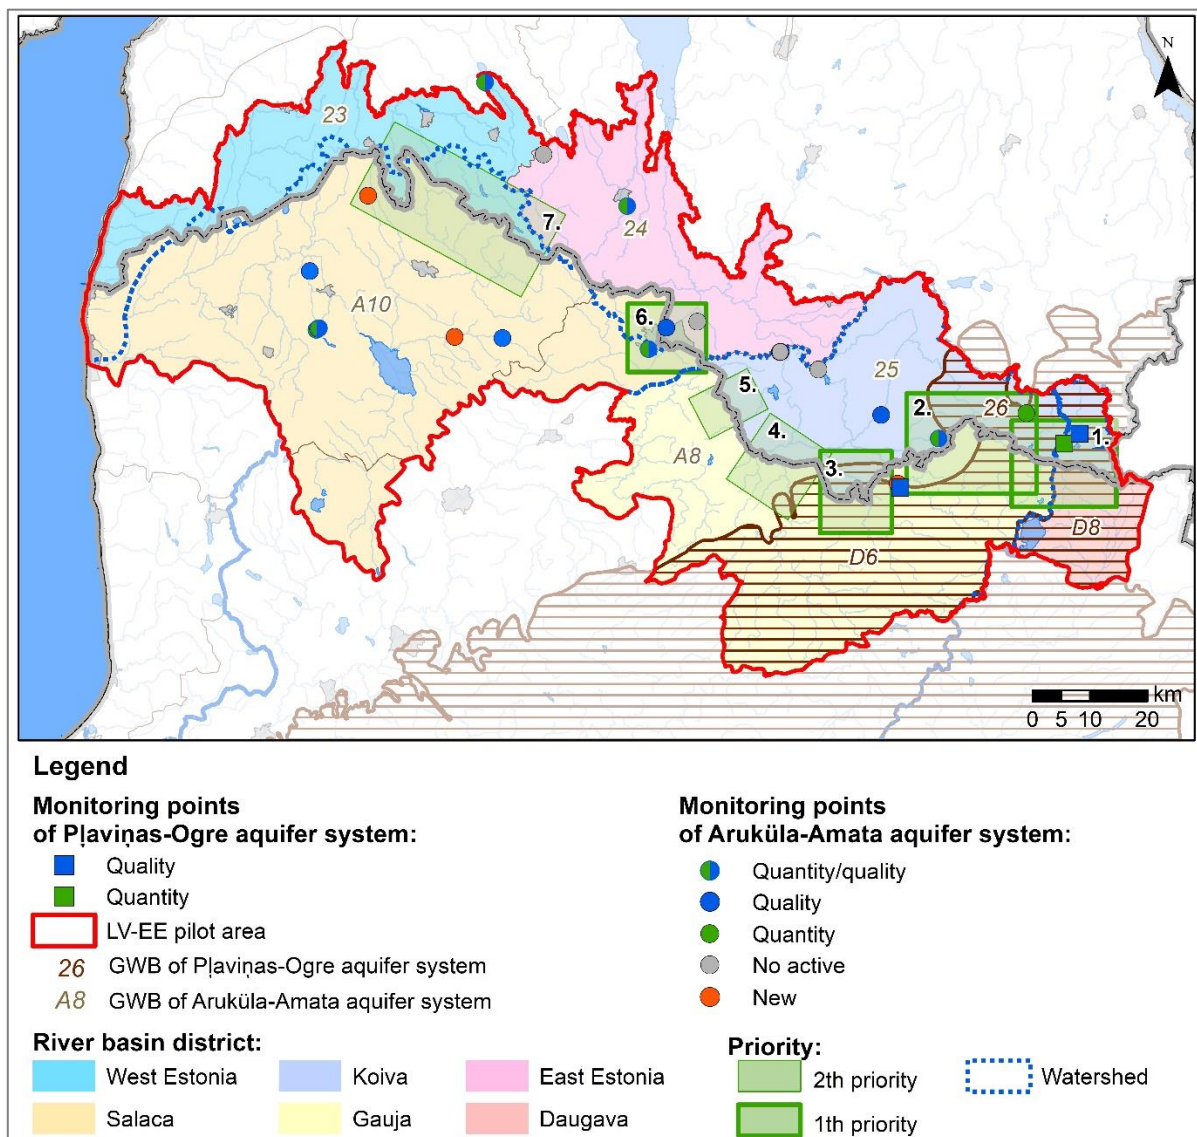 N
23
24
7.
A10
6.
25
5.
2.
26
4.
1.
A8
3.
D8
D6
km
0 5 10 20
Legend
Monitoring points
of Pļaviņas-Ogre aquifer system:
Quality
Quantity
LV-EE pilot area
26 GWB of Pļaviņas-Ogre aquifer system
A8 GWB of Aruküla-Amata aquifer system
Monitoring points
of Aruküla-Amata aquifer system:
Quantity/quality
Quality
Quantity
No active
New
River basin district:
West Estonia
Koiva
East Estonia
Salaca
Gauja
Daugava
Priority:
2th priority
1th priority
Watershed